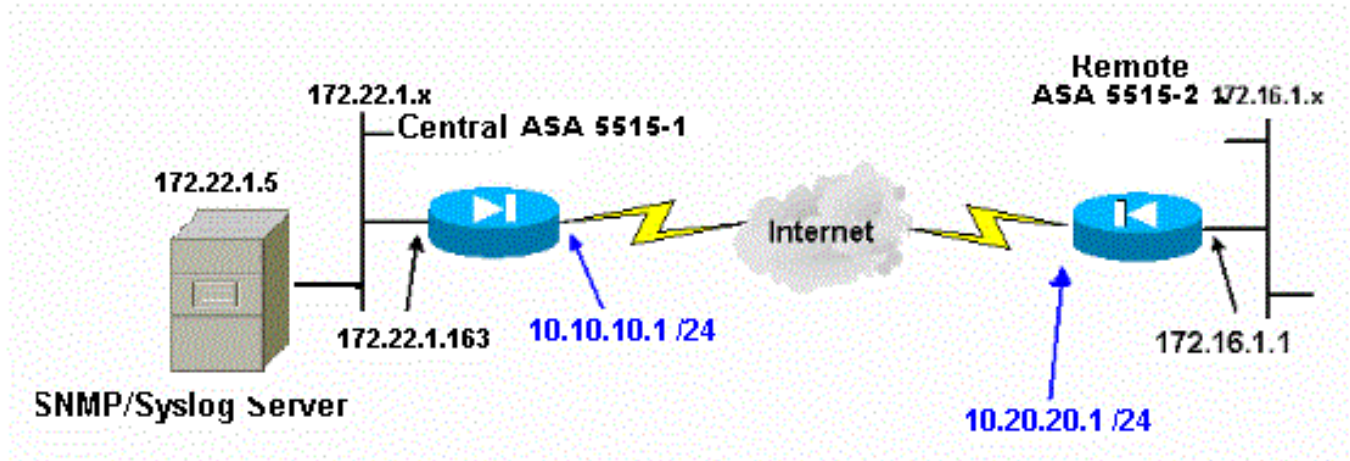 172.22.1.x
Central ASA 5515-1
172.22.1.5
172.22.1.163
10.10.10.1 /24
SNMP/Syslog Server
Internet
Remote
ASA 5515-2 172.16.1.x
172.16.1.1
10.20.20.1 /24